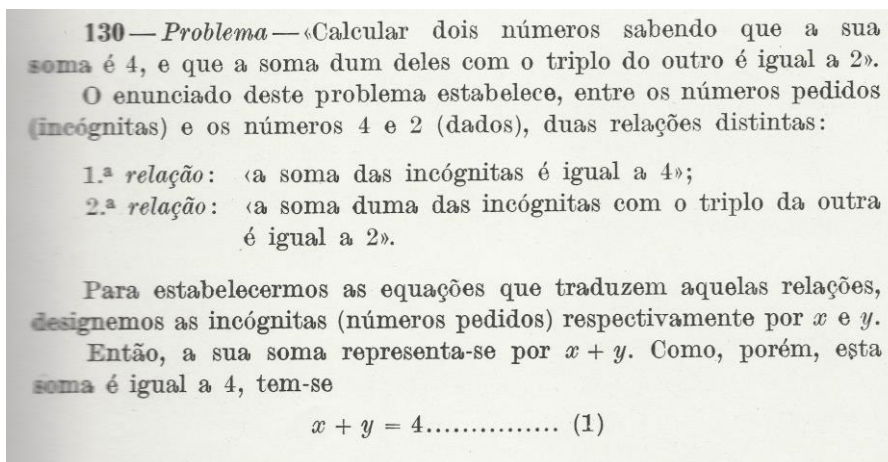 130 — Problema — «Calcular dois números sabendo que a sua
soma é 4, e que a soma dum deles com o triplo do outro é igual a 2».
O enunciado deste problema estabelece, entre os números pedidos
(incógnitas) e os números 4 e 2 (dados), duas relações distintas:
1.ª relação: «a soma das incógnitas é igual a 4»;
2.ª relação: «a soma duma das incógnitas com o triplo da outra
é igual a 2».
Para estabelecermos as equações que traduzem aquelas relações,
designemos as incógnitas (números pedidos) respectivamente por x e y.
Então, a sua soma representa-se por x + y. Como, porém, esta
soma é igual a 4, tem-se
x + y = 4............... (1)